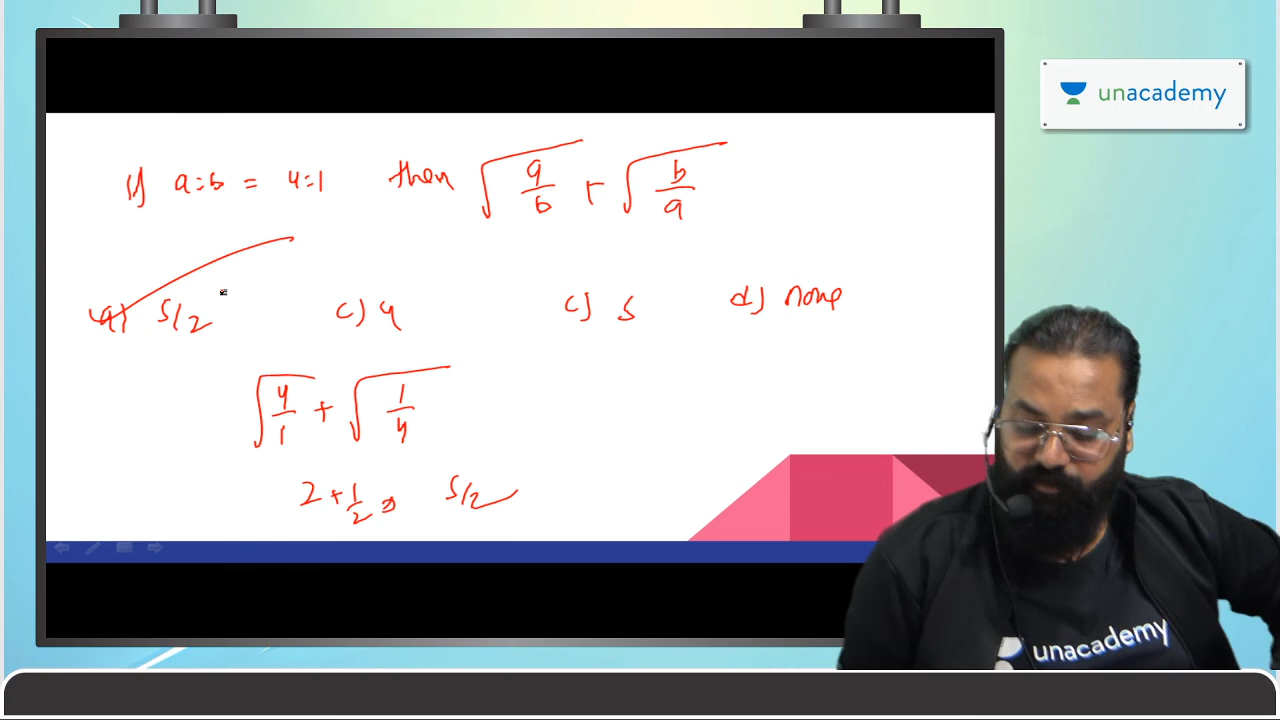 unacademy
If a:b = 4:1 then √(a/b) + √(b/a)
a) 5/2 c) 4 c) 5 d) none
√(4/1) + √(1/4)
2 + 1/2 ⇒ 5/2
unacademy